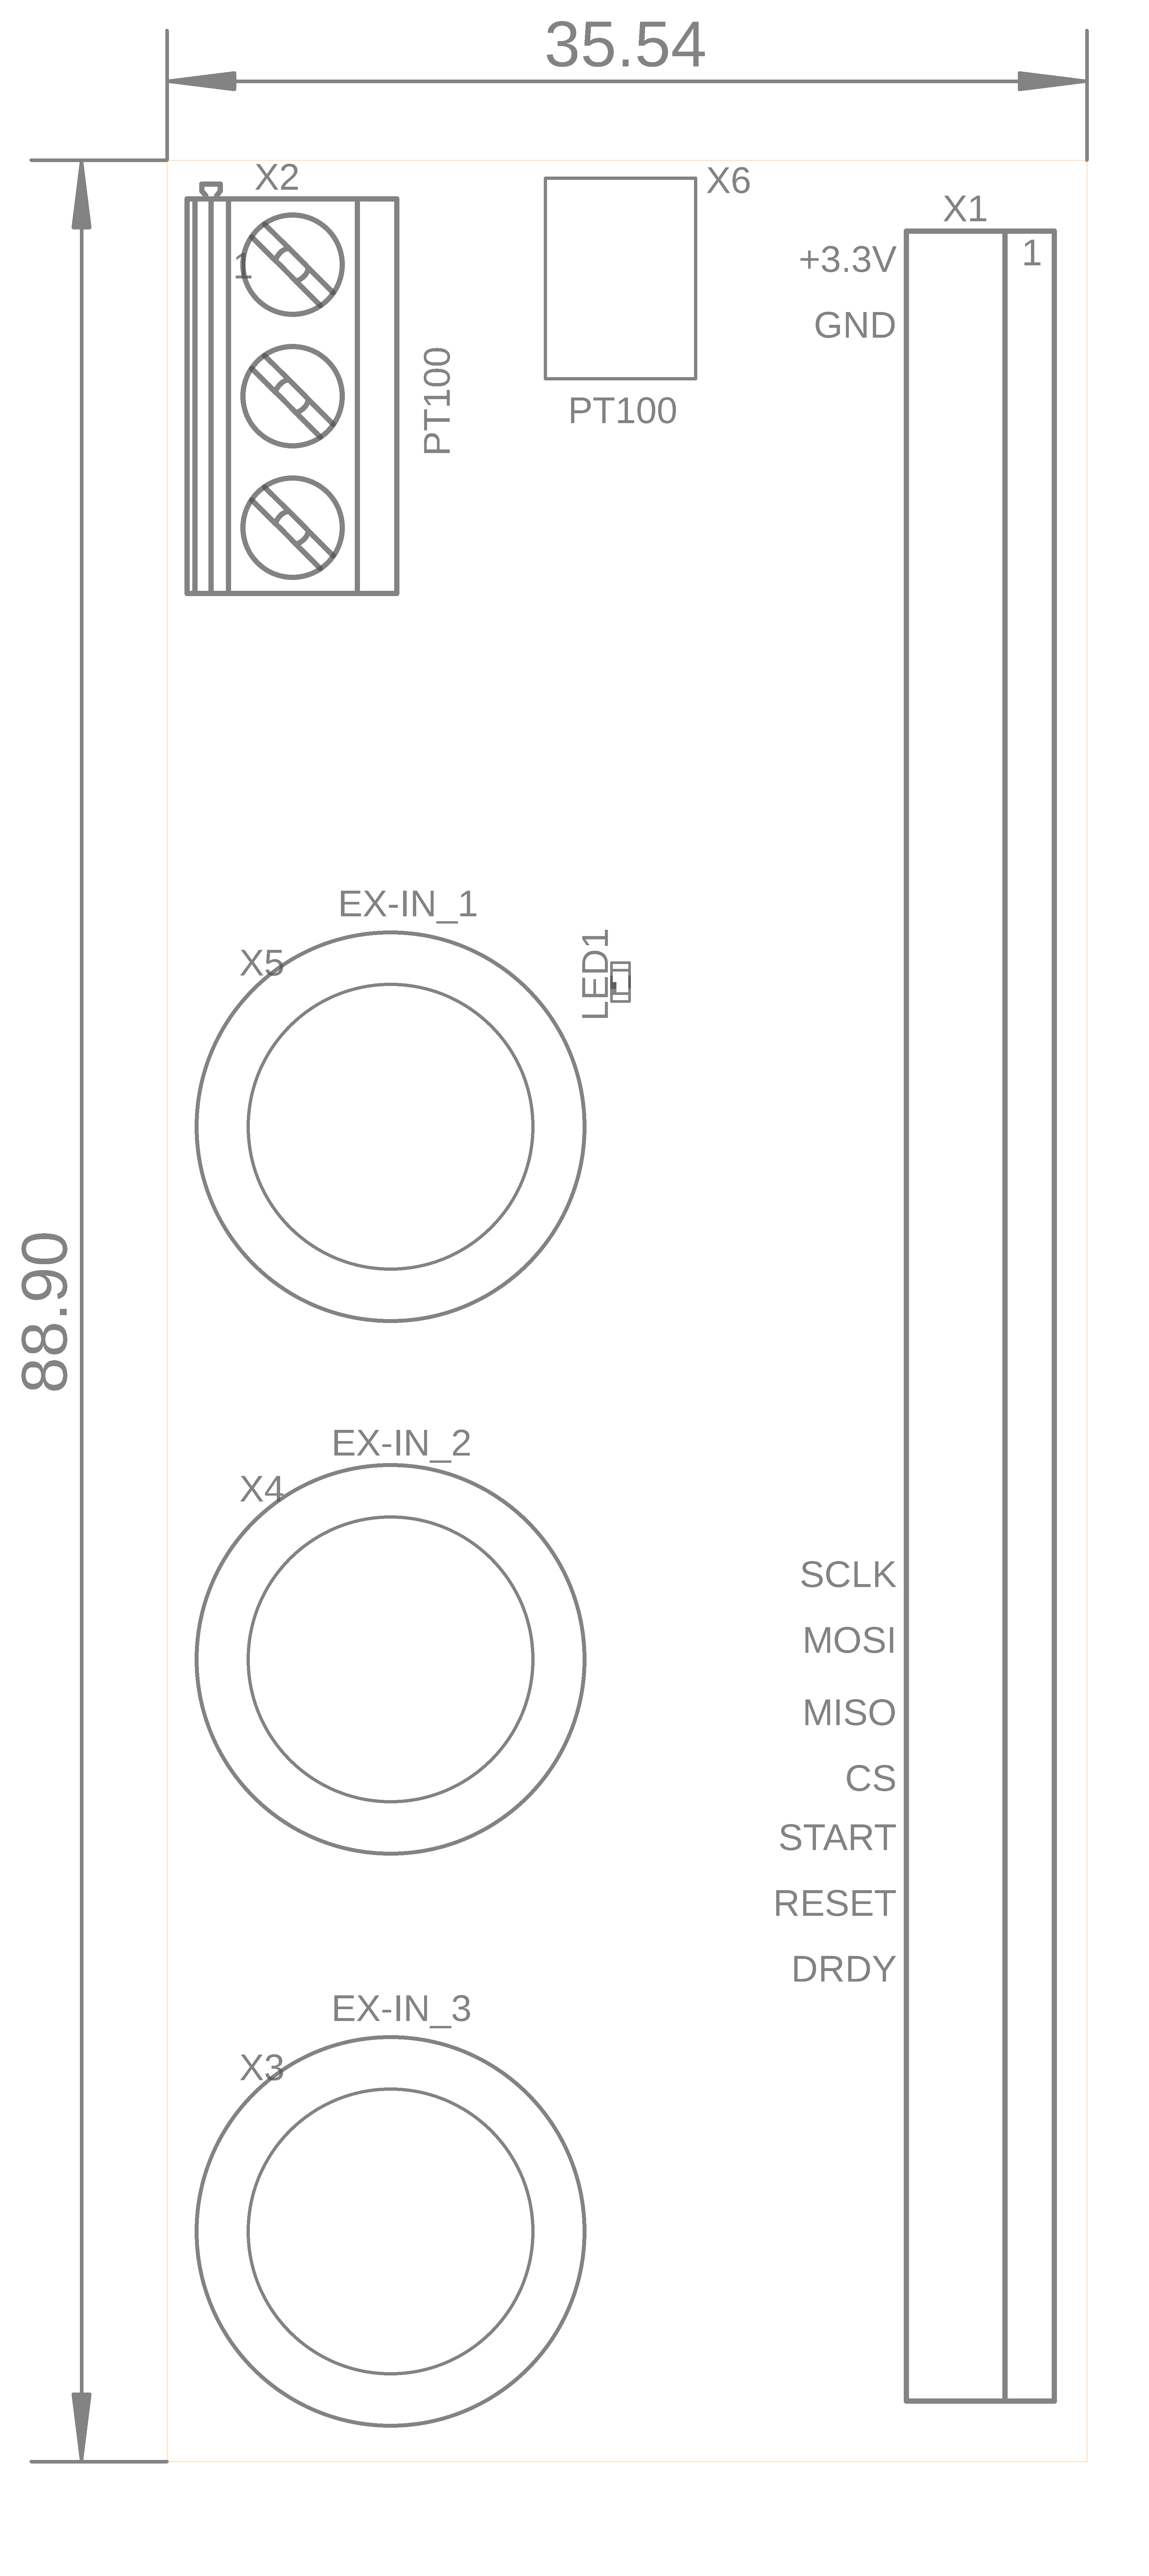 35.54
X2
X6
X1
+3.3V
1
1
GND
PT100
PT100
EX-IN_1
X5
LED1
88.90
EX-IN_2
X4
SCLK
MOSI
MISO
CS
START
RESET
DRDY
EX-IN_3
X3